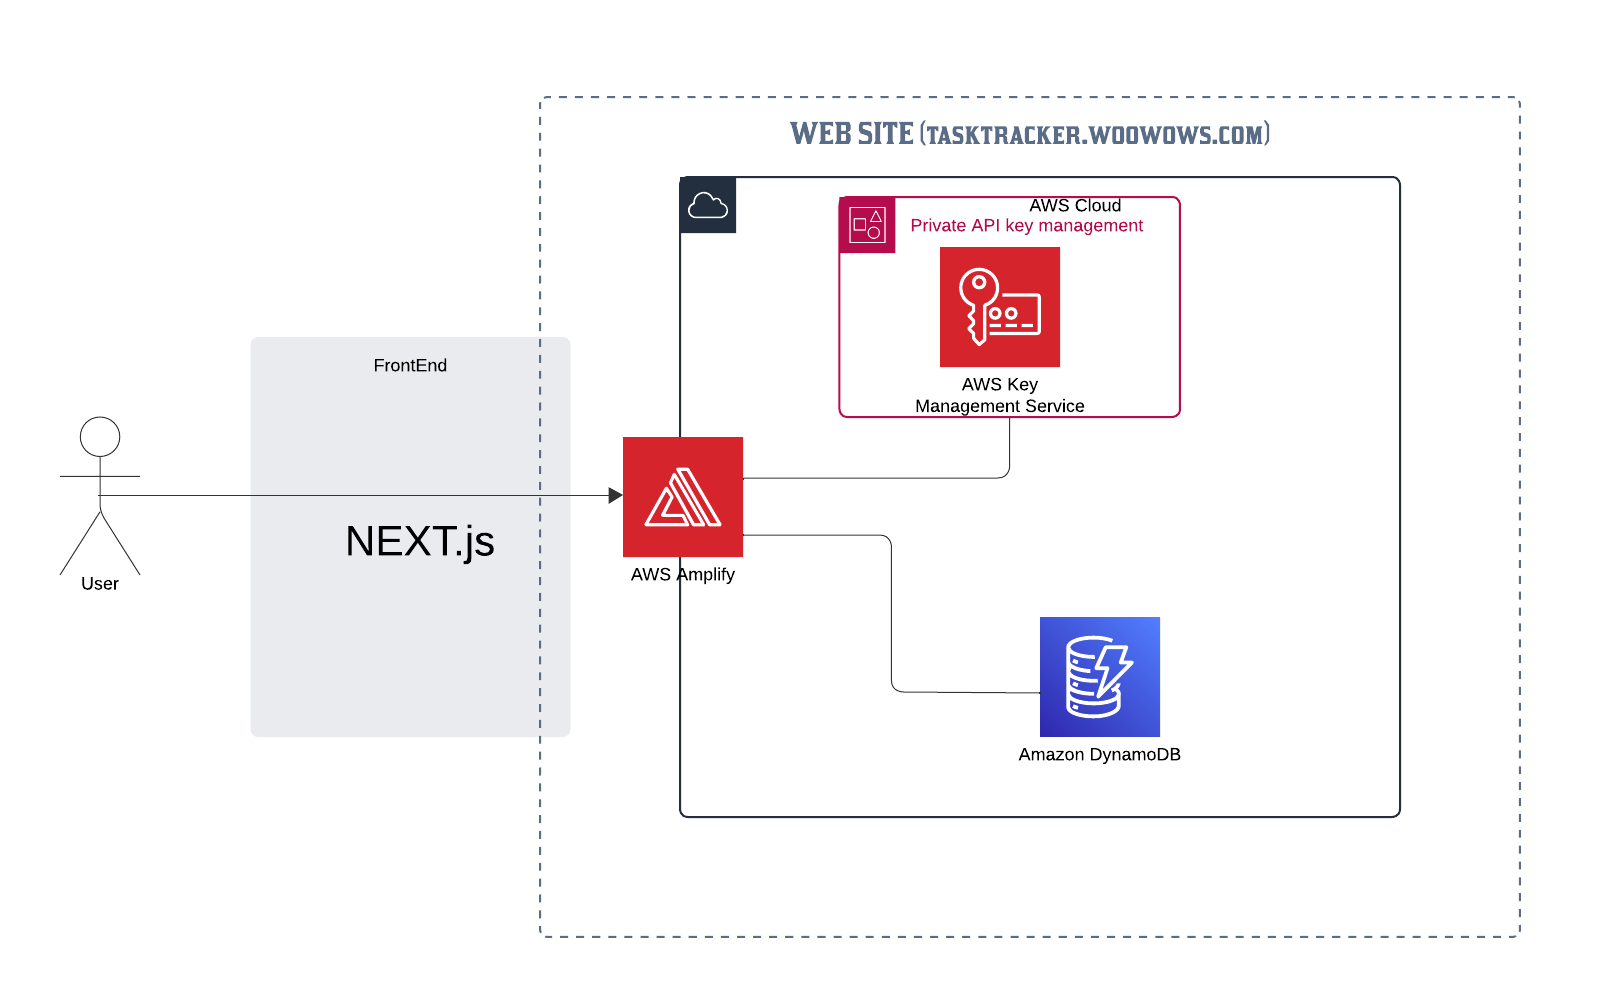 WEB SITE (TASKTRACKER.WOOWOWS.COM)
AWS Cloud
Private API key management
AWS Key
Management Service
FrontEnd
NEXT.js
User
AWS Amplify
Amazon DynamoDB